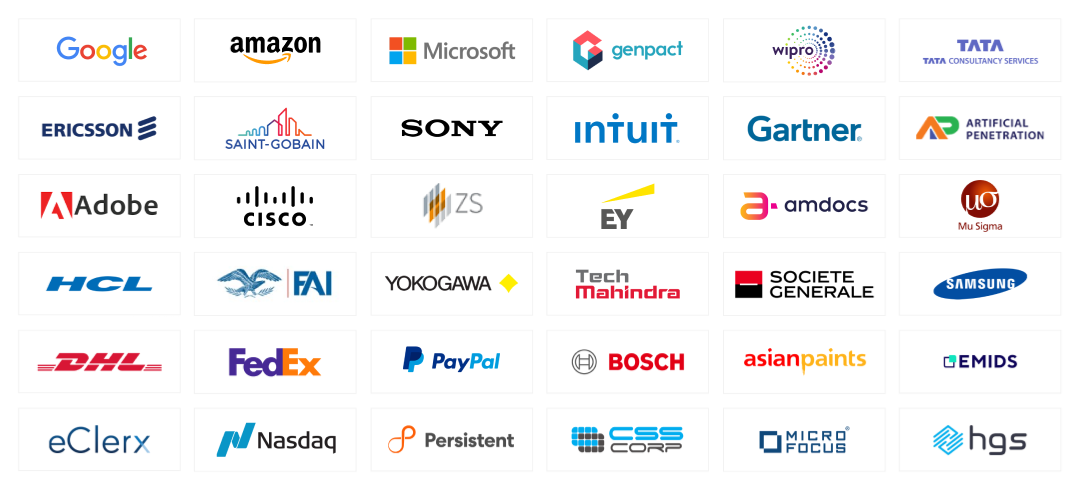 Google
amazon
Microsoft
genpact
wipro
TATA
TATA CONSULTANCY SERVICES
ERICSSON
SAINT-GOBAIN
SONY
INTUIT
Gartner
ARTIFICIAL
PENETRATION
Adobe
CISCO
ZS
EY
amdocs
μσ
Mu Sigma
HCL
FAI
YOKOGAWA
Tech
Mahindra
SOCIETE
GENERALE
SAMSUNG
DHL
FedEx
PayPal
BOSCH
asianpaints
EMIDS
eClerx
Nasdaq
Persistent
CSS
CORP
MICRO
FOCUS
hgs